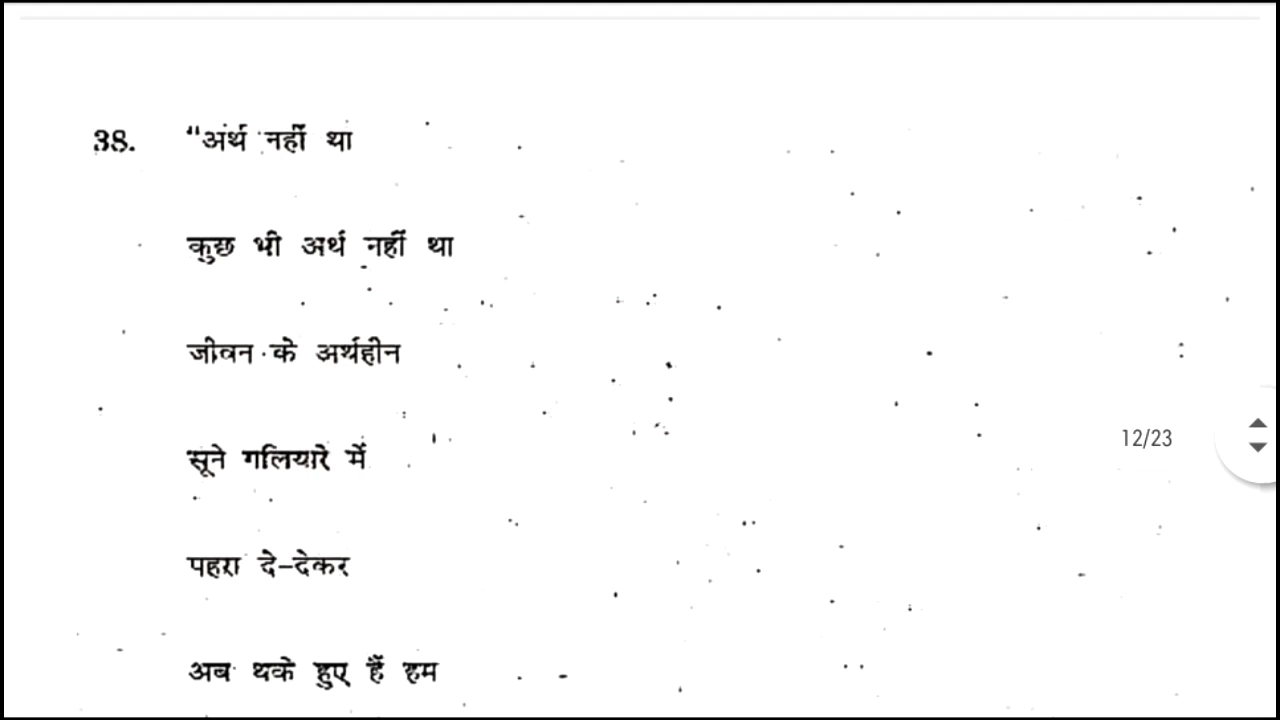 38. "अर्थ नहीं था
कुछ भी अर्थ नहीं था
जीवन के अर्थहीन
सूने गलियारे में
12/23
पहरा दे-देकर
अब थके हुए हैं हम